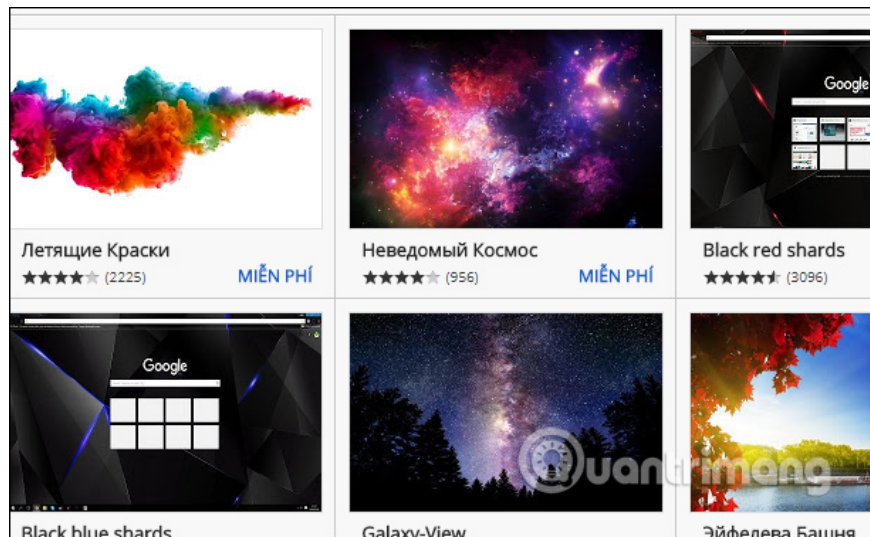 Google
Летящие Краски
(2225) MIỄN PHÍ
Неведомый Космос
(956) MIỄN PHÍ
Black red shards
(3096)
Google
uantrimang
Black blue shards
Galaxy-View
Эйфелева Башня